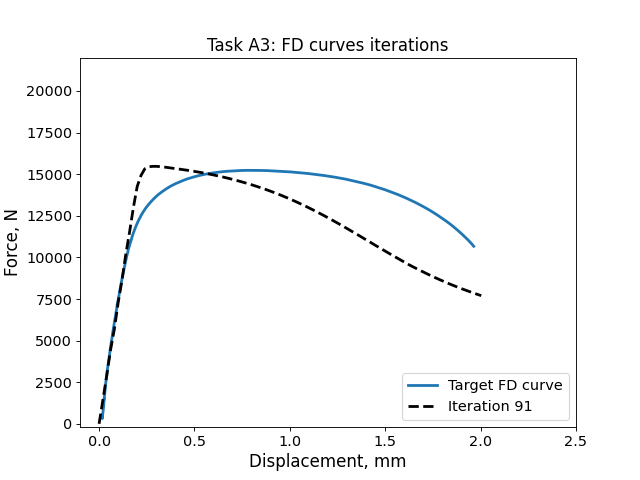 Task A3: FD curves iterations
Force, N
20000
17500
15000
12500
10000
7500
5000
2500
0
0.0 0.5 1.0 1.5 2.0 2.5
Displacement, mm
Target FD curve
Iteration 91